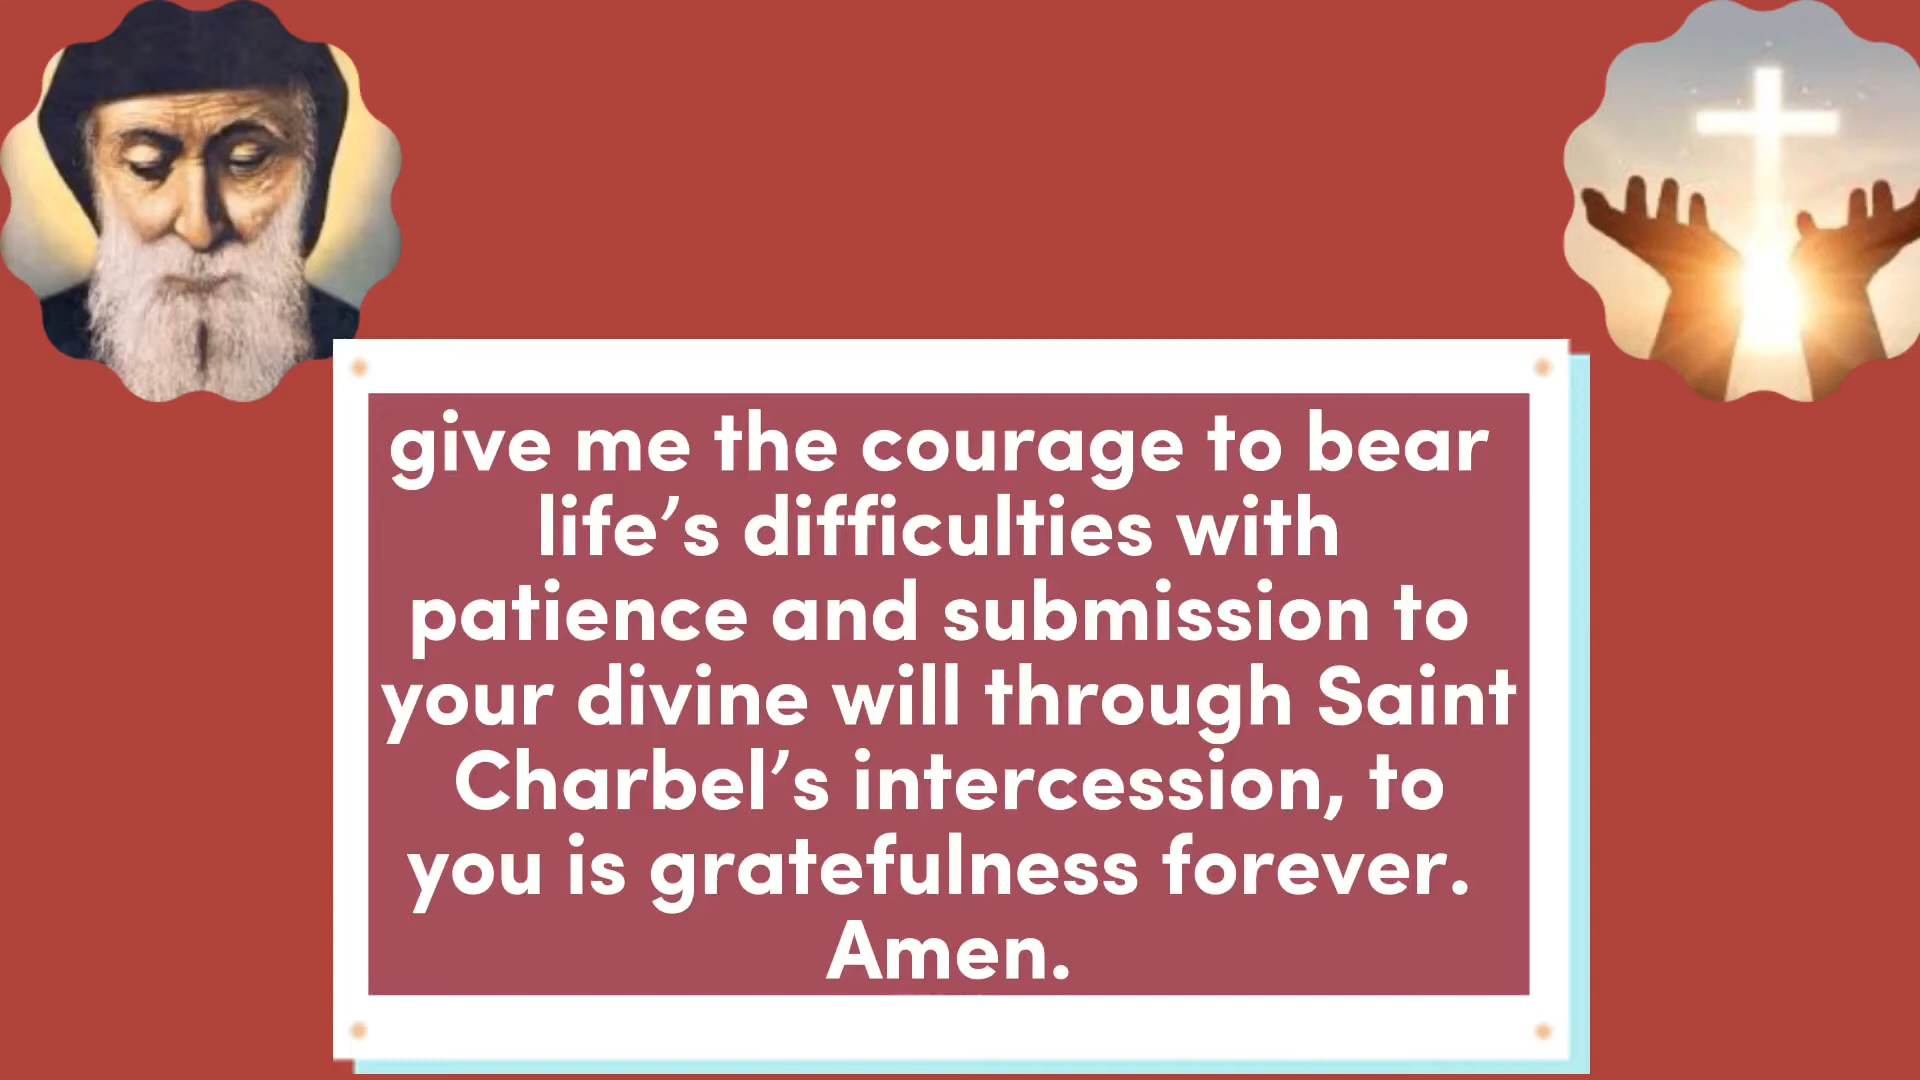 give me the courage to bear
life’s difficulties with
patience and submission to
your divine will through Saint
Charbel’s intercession, to
you is gratefulness forever.
Amen.